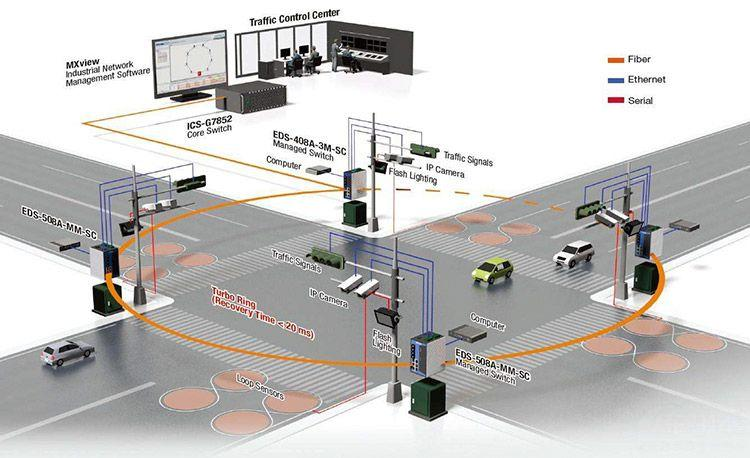 Traffic Control Center
MXview
Industrial Network
Management Software
ICS-G7852
Core Switch
Fiber
Ethernet
Serial
EDS-408A-3M-SC
Managed Switch
Computer
Traffic Signals
IP Camera
Flash Lighting
EDS-508A-MM-SC
Traffic Signals
IP Camera
Flash
Lighting
Turbo Ring
(Recovery Time < 20 ms)
Computer
EDS-508A-MM-SC
Managed Switch
Loop Sensors